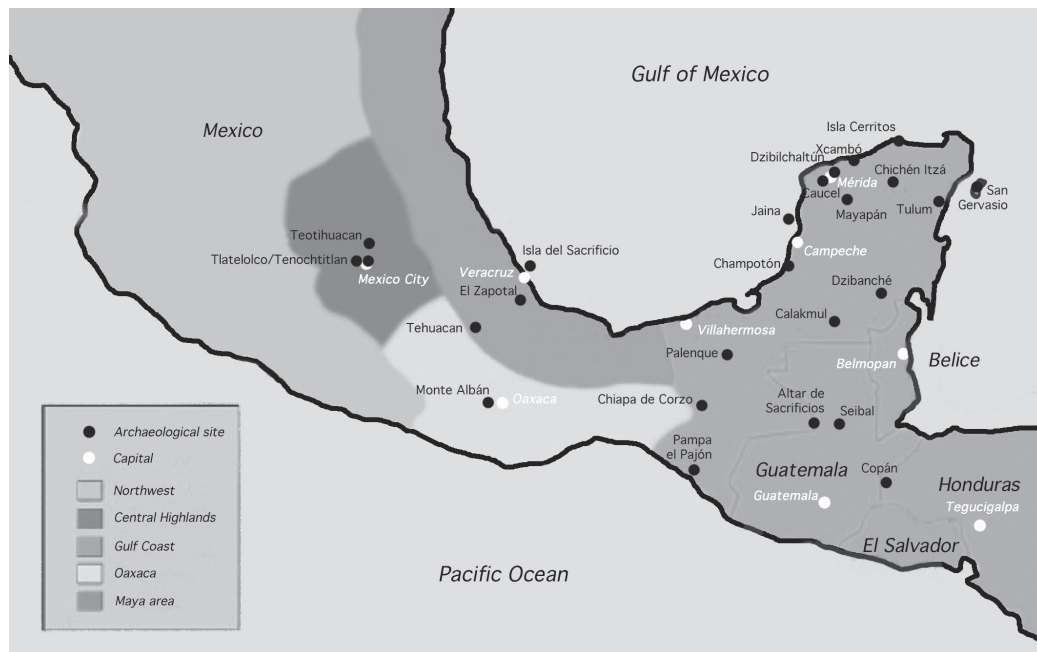 Gulf of Mexico
Mexico
Isla Cerritos
Xcambó
Dzibilchaltún
Chichén Itzá
Mérida
Caucel
San
Gervasio
Mayapán
Tulum
Jaina
Teotihuacan
Campeche
Isla del Sacrificio
Tlatelolco/Tenochtitlan
Mexico City
Veracruz
Champotón
El Zapotal
Dzibanché
Calakmul
Tehuacan
Villahermosa
Palenque
Belmopan
Belice
Monte Albán
Oaxaca
Chiapa de Corzo
Altar de
Sacrificios
Seibal
Pampa
el Pajón
Guatemala
Copán
Honduras
Guatemala
Tegucigalpa
El Salvador
Pacific Ocean
Archaeological site
Capital
Northwest
Central Highlands
Gulf Coast
Oaxaca
Maya area